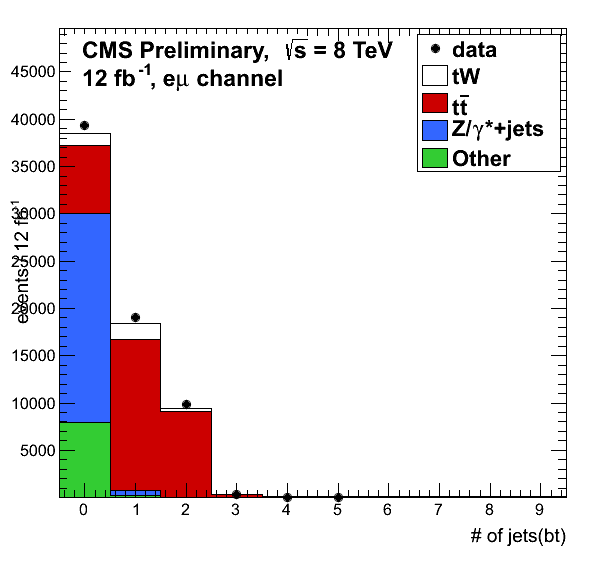 CMS Preliminary, √s = 8 TeV
12 fb⁻¹, eμ channel
data
tW
tt̅
Z/γ*+jets
Other
events / 12 fb⁻¹
45000
40000
35000
30000
25000
20000
15000
10000
5000
0 1 2 3 4 5 6 7 8 9
# of jets(bt)